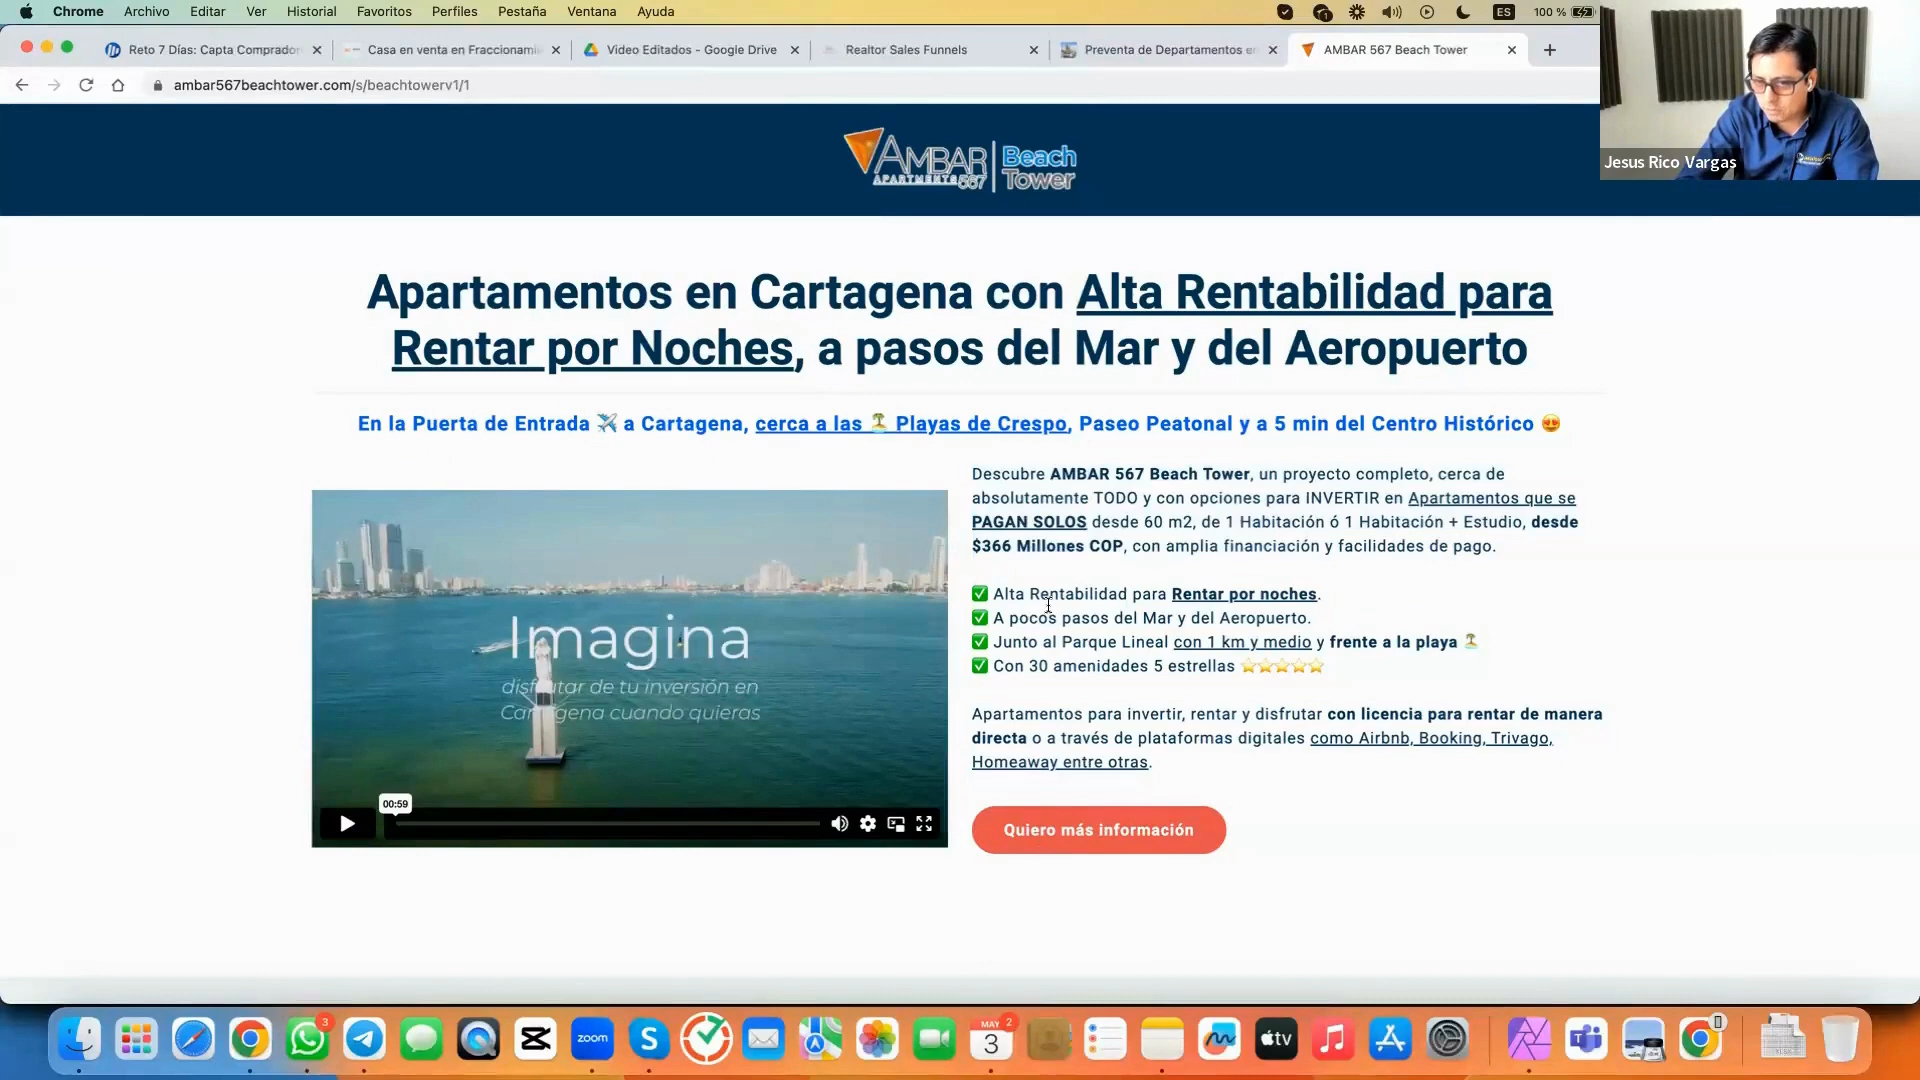 Chrome Archivo Editar Ver Historial Favoritos Perfiles Pestaña Ventana Ayuda
ES 100 %
Reto 7 Días: Capta Comprador
Casa en venta en Fraccionami
Video Editados - Google Drive
Realtor Sales Funnels
Preventa de Departamentos en
AMBAR 567 Beach Tower
ambar567beachtower.com/s/beachtowerv1/1
Jesus Rico Vargas
AMBAR Beach
APARTMENTS 567 Tower
Apartamentos en Cartagena con Alta Rentabilidad para
Rentar por Noches, a pasos del Mar y del Aeropuerto
En la Puerta de Entrada ✈️ a Cartagena, cerca a las 🏝️ Playas de Crespo, Paseo Peatonal y a 5 min del Centro Histórico 😍
Imagina
disfrutar de tu inversión en
Cartagena cuando quieras
00:59
Descubre AMBAR 567 Beach Tower, un proyecto completo, cerca de
absolutamente TODO y con opciones para INVERTIR en Apartamentos que se
PAGAN SOLOS desde 60 m2, de 1 Habitación ó 1 Habitación + Estudio, desde
$366 Millones COP, con amplia financiación y facilidades de pago.
✅ Alta Rentabilidad para Rentar por noches.
✅ A pocos pasos del Mar y del Aeropuerto.
✅ Junto al Parque Lineal con 1 km y medio y frente a la playa 🏝️
✅ Con 30 amenidades 5 estrellas ⭐⭐⭐⭐⭐
Apartamentos para invertir, rentar y disfrutar con licencia para rentar de manera
directa o a través de plataformas digitales como Airbnb, Booking, Trivago,
Homeaway entre otras.
Quiero más información
3
zoom
MAY 2
3
tv